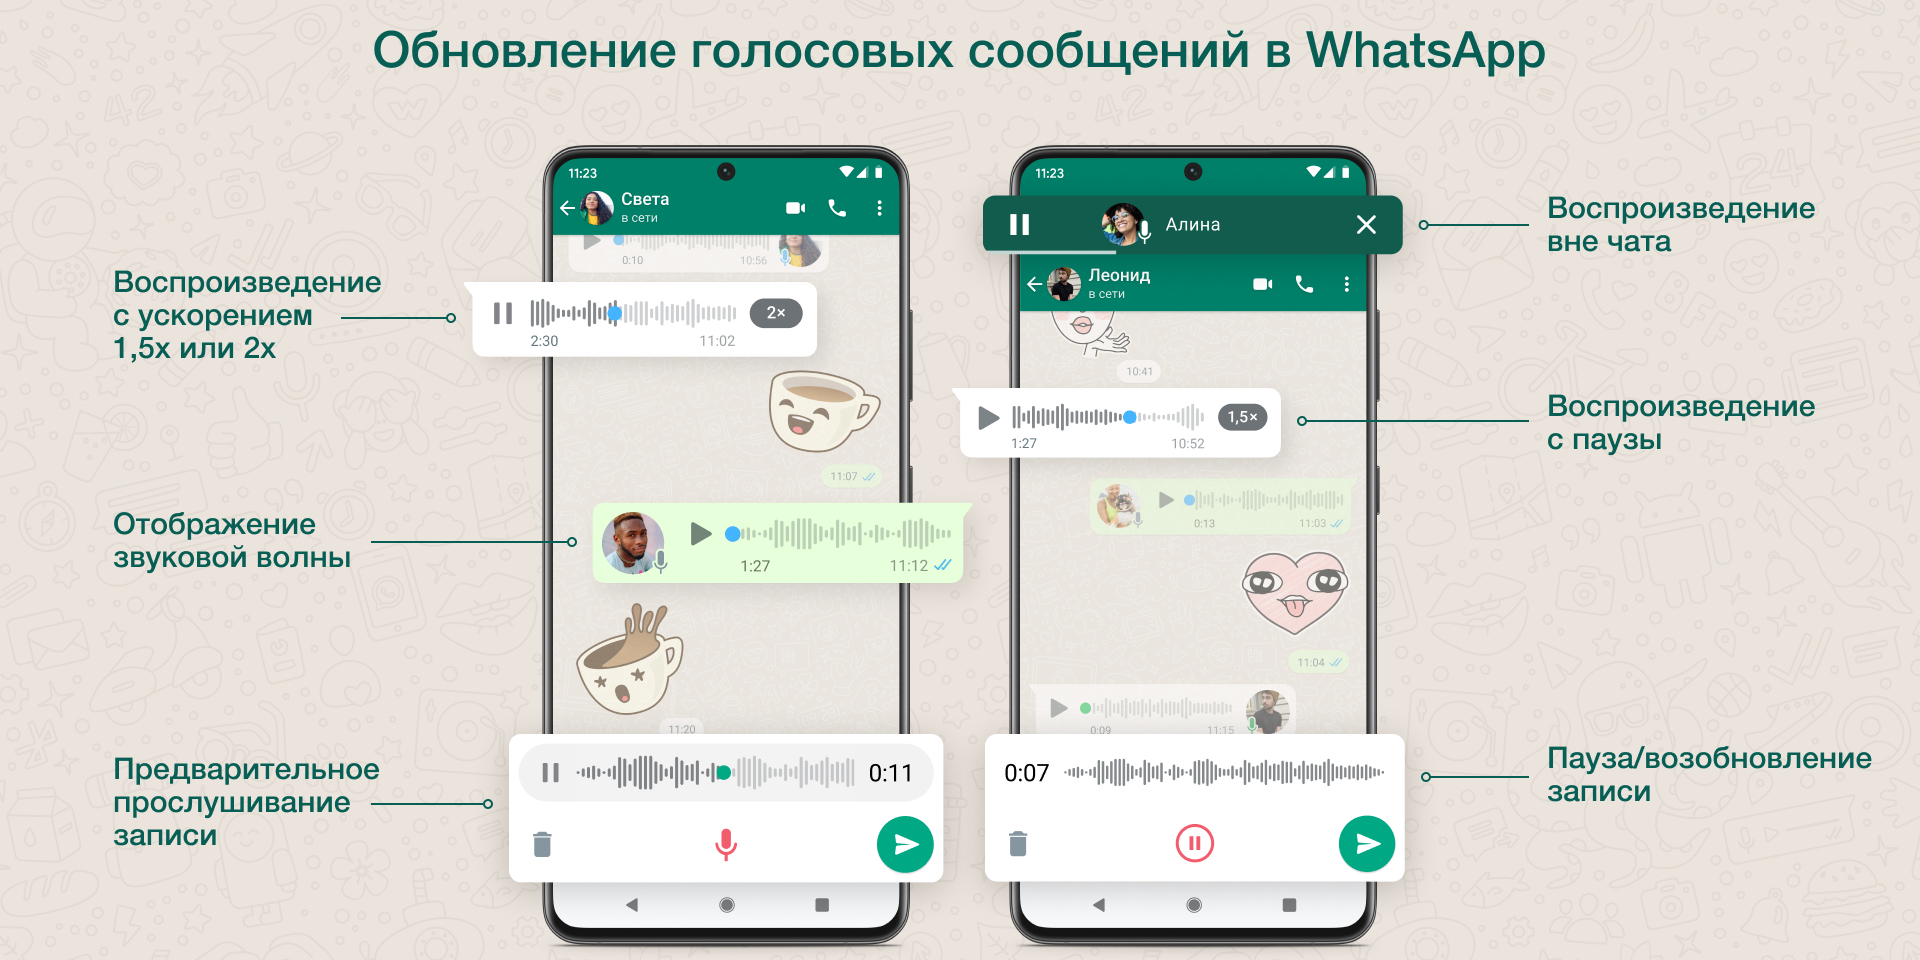 Обновление голосовых сообщений в WhatsApp
Воспроизведение
с ускорением
1,5x или 2x
Отображение
звуковой волны
Предварительное
прослушивание
записи
11:23
Света
в сети
0:10
10:56
2×
2:30
11:02
11:07
1:27
11:12
11:20
0:11
11:23
Алина
Леонид
в сети
10:41
1,5×
1:27
10:52
0:13
11:03
11:04
0:09
11:15
0:07
Воспроизведение
вне чата
Воспроизведение
с паузы
Пауза/возобновление
записи